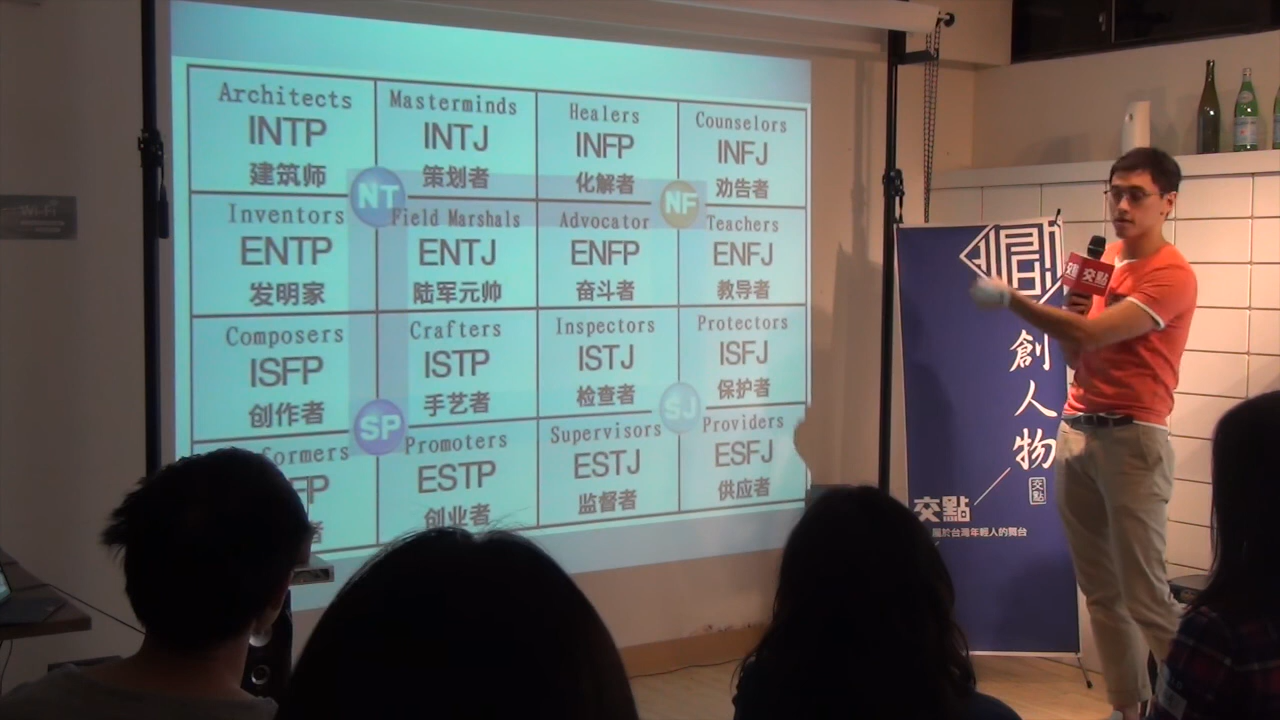 Architects
INTP
建筑师
Masterminds
INTJ
策划者
Healers
INFP
化解者
Counselors
INFJ
劝告者
NT
NF
Inventors
ENTP
发明家
Field Marshals
ENTJ
陆军元帅
Advocator
ENFP
奋斗者
Teachers
ENFJ
教导者
Composers
ISFP
创作者
Crafters
ISTP
手艺者
Inspectors
ISTJ
检查者
Protectors
ISFJ
保护者
SP
SJ
ormers
FP
者
Promoters
ESTP
创业者
Supervisors
ESTJ
监督者
Providers
ESFJ
供应者
Wi-Fi
交點
創人物
交點
交點
屬於台灣年輕人的舞台